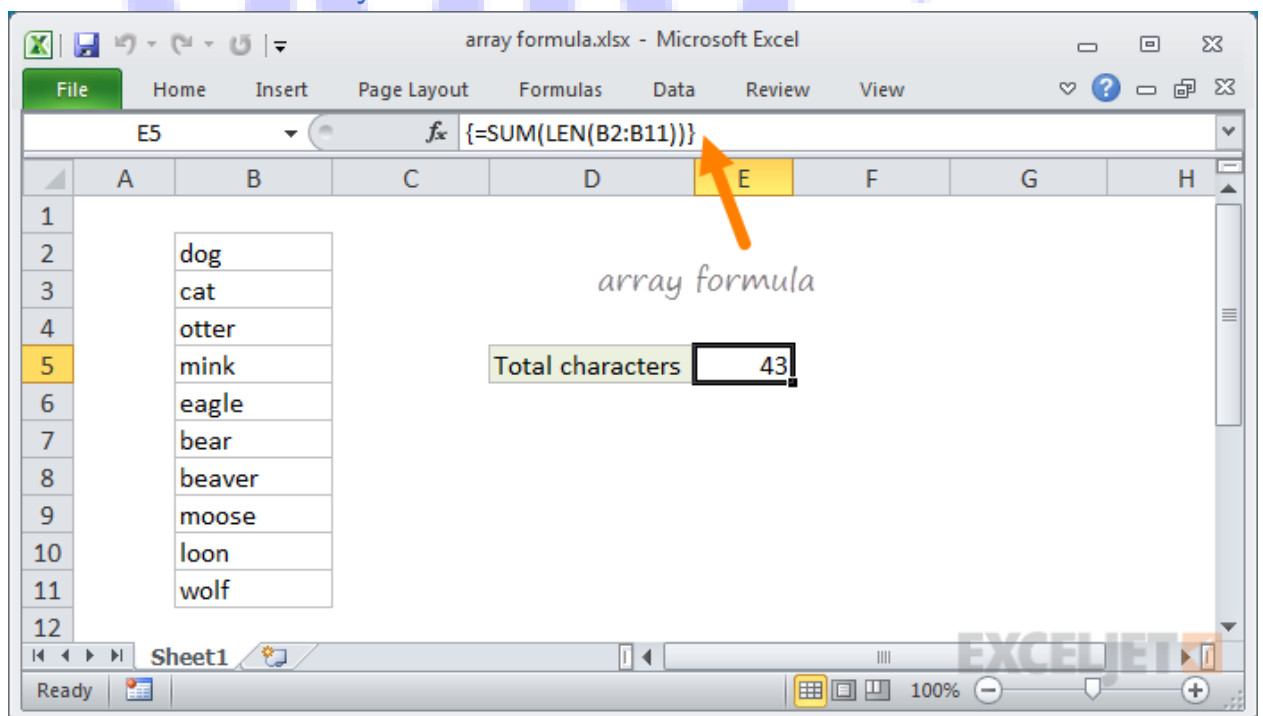 array formula.xlsx - Microsoft Excel
File Home Insert Page Layout Formulas Data Review View
E5 fx {=SUM(LEN(B2:B11))}
A B C D E F G H
1
2 dog
3 cat array formula
4 otter
5 mink Total characters 43
6 eagle
7 bear
8 beaver
9 moose
10 loon
11 wolf
12
Sheet1
EXCELJET
Ready 100%